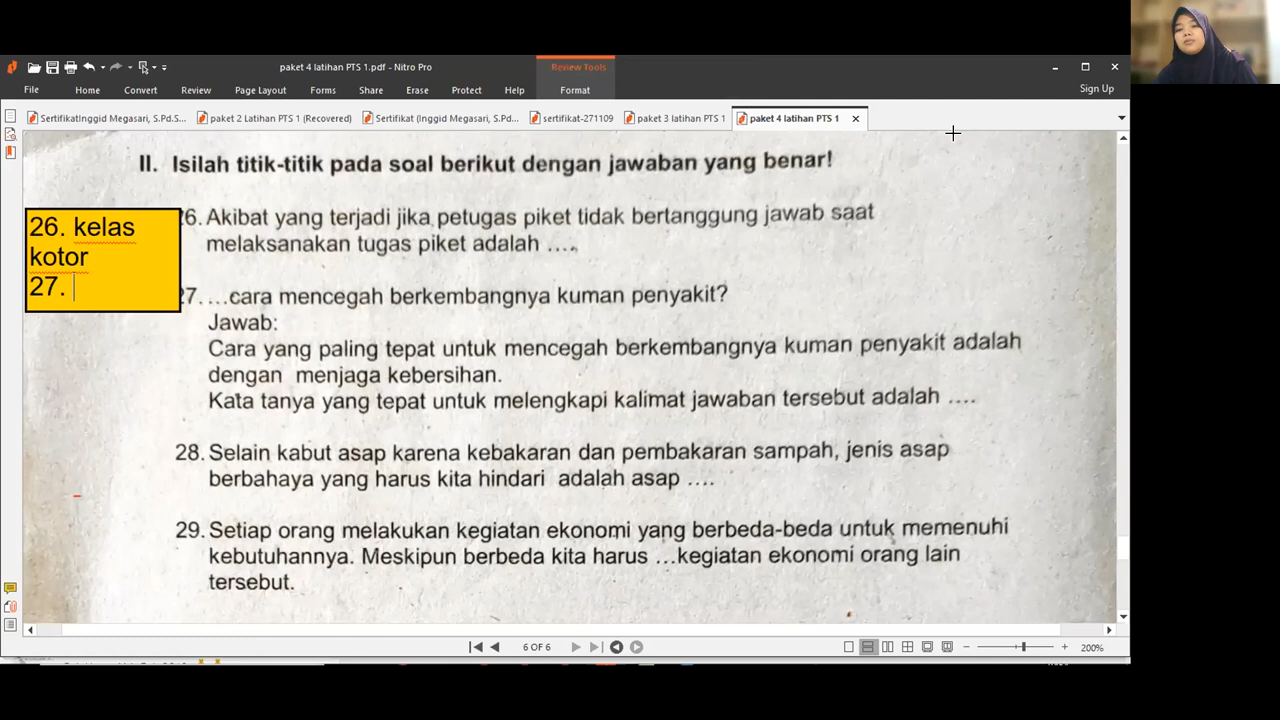 paket 4 latihan PTS 1.pdf - Nitro Pro
Review Tools
File Home Convert Review Page Layout Forms Share Erase Protect Help Format Sign Up
SertifikatInggid Megasari, S.Pd.S... paket 2 Latihan PTS 1 (Recovered) Sertifikat (Inggid Megasari, S.Pd... sertifikat-271109 paket 3 latihan PTS 1 paket 4 latihan PTS 1
II. Isilah titik-titik pada soal berikut dengan jawaban yang benar!
26. kelas
kotor
27.
26. Akibat yang terjadi jika petugas piket tidak bertanggung jawab saat
melaksanakan tugas piket adalah ....
27. ...cara mencegah berkembangnya kuman penyakit?
Jawab:
Cara yang paling tepat untuk mencegah berkembangnya kuman penyakit adalah
dengan menjaga kebersihan.
Kata tanya yang tepat untuk melengkapi kalimat jawaban tersebut adalah ....
28. Selain kabut asap karena kebakaran dan pembakaran sampah, jenis asap
berbahaya yang harus kita hindari adalah asap ....
29. Setiap orang melakukan kegiatan ekonomi yang berbeda-beda untuk memenuhi
kebutuhannya. Meskipun berbeda kita harus ...kegiatan ekonomi orang lain
tersebut.
6 OF 6
200%